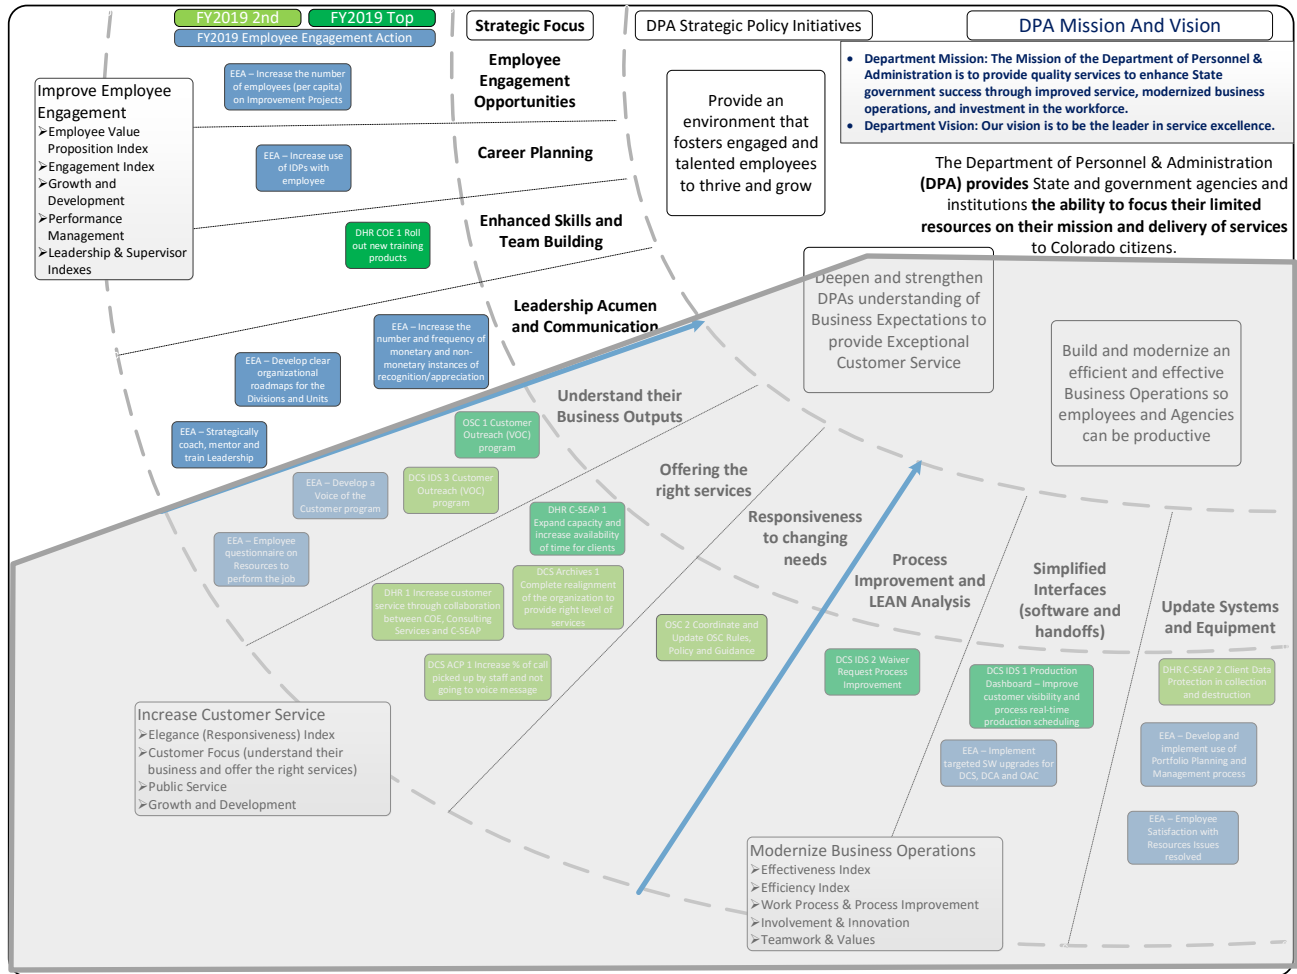 FY2019 2nd
FY2019 Top
FY2019 Employee Engagement Action
Strategic Focus
DPA Strategic Policy Initiatives
DPA Mission And Vision
• Department Mission: The Mission of the Department of Personnel &
Administration is to provide quality services to enhance State
government success through improved service, modernized business
operations, and investment in the workforce.
• Department Vision: Our vision is to be the leader in service excellence.
The Department of Personnel & Administration
(DPA) provides State and government agencies and
institutions the ability to focus their limited
resources on their mission and delivery of services
to Colorado citizens.
Improve Employee
Engagement
➢Employee Value
Proposition Index
➢Engagement Index
➢Growth and
Development
➢Performance
Management
➢Leadership & Supervisor
Indexes
EEA – Increase the number
of employees (per capita)
on Improvement Projects
Employee
Engagement
Opportunities
Provide an
environment that
fosters engaged and
talented employees
to thrive and grow
EEA – Increase use
of IDPs with
employee
Career Planning
DHR COE 1 Roll
out new training
products
Enhanced Skills and
Team Building
Leadership Acumen
and Communication
EEA – Increase the
number and frequency of
monetary and non-
monetary instances of
recognition/appreciation
EEA – Develop clear
organizational
roadmaps for the
Divisions and Units
EEA – Strategically
coach, mentor and
train Leadership
Deepen and strengthen
DPAs understanding of
Business Expectations to
provide Exceptional
Customer Service
Build and modernize an
efficient and effective
Business Operations so
employees and Agencies
can be productive
Understand their
Business Outputs
OSC 1 Customer
Outreach (VOC)
program
EEA – Develop a
Voice of the
Customer program
DCS IDS 3 Customer
Outreach (VOC)
program
EEA – Employee
questionnaire on
Resources to
perform the job
Offering the
right services
DHR C-SEAP 1
Expand capacity and
increase availability
of time for clients
DCS Archives 1
Complete realignment
of the organization to
provide right level of
services
DHR 1 Increase customer
service through collaboration
between COE, Consulting
Services and C-SEAP
DCS ACP 1 Increase % of call
picked up by staff and not
going to voice message
Responsiveness
to changing
needs
OSC 2 Coordinate and
Update OSC Rules,
Policy and Guidance
Process
Improvement and
LEAN Analysis
DCS IDS 2 Waiver
Request Process
Improvement
Simplified
Interfaces
(software and
handoffs)
DCS IDS 1 Production
Dashboard – Improve
customer visibility and
process real-time
production scheduling
EEA – Implement
targeted SW upgrades for
DCS, DCA and OAC
Update Systems
and Equipment
DHR C-SEAP 2 Client Data
Protection in collection
and destruction
EEA – Develop and
implement use of
Portfolio Planning and
Management process
EEA – Employee
Satisfaction with
Resources Issues
resolved
Increase Customer Service
➢Elegance (Responsiveness) Index
➢Customer Focus (understand their
business and offer the right services)
➢Public Service
➢Growth and Development
Modernize Business Operations
➢Effectiveness Index
➢Efficiency Index
➢Work Process & Process Improvement
➢Involvement & Innovation
➢Teamwork & Values